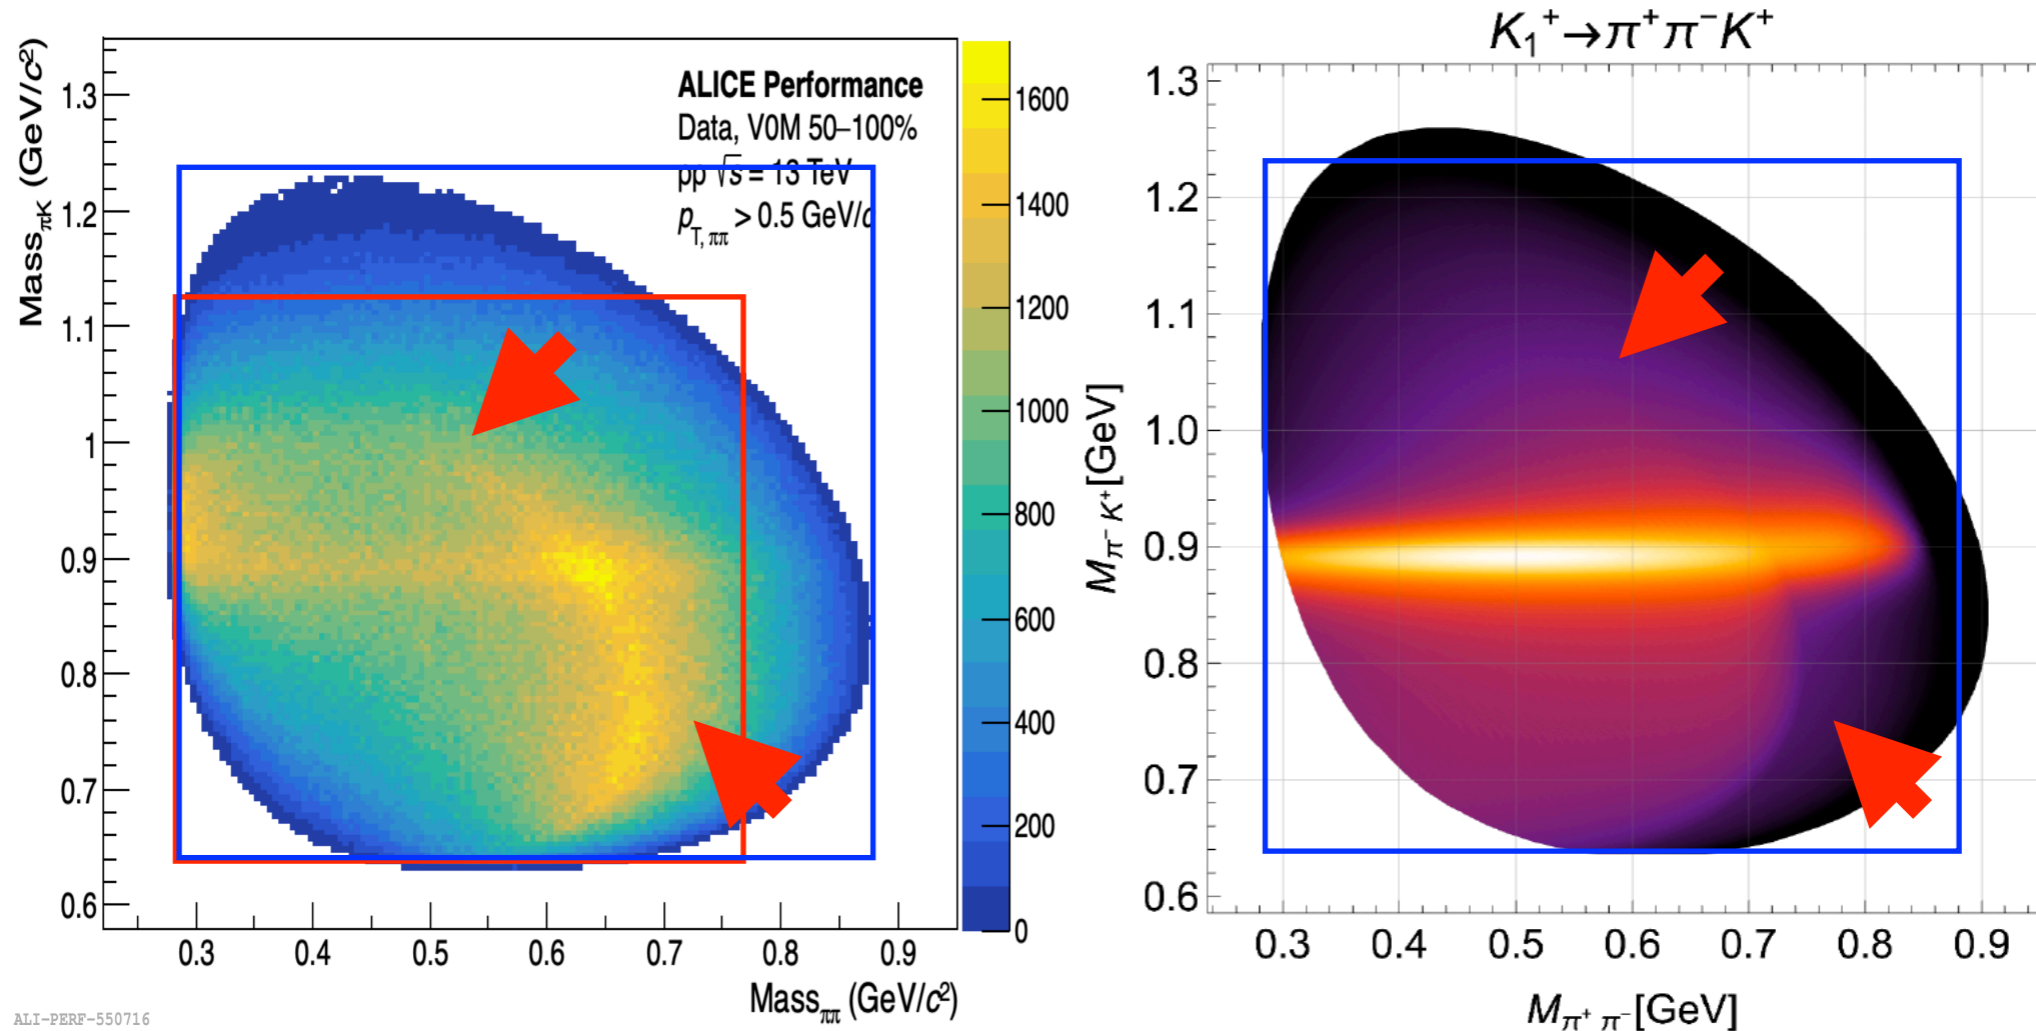 ALICE Performance
Data, V0M 50–100%
pp √s = 13 TeV
p_T, ππ > 0.5 GeV/c
Mass_πK (GeV/c²)
1.3
1.2
1.1
1
0.9
0.8
0.7
0.6
0.3 0.4 0.5 0.6 0.7 0.8 0.9
Mass_ππ (GeV/c²)
1600
1400
1200
1000
800
600
400
200
0
ALI-PERF-550716
K₁⁺→π⁺π⁻K⁺
M_π⁻ K⁺[GeV]
1.3
1.2
1.1
1.0
0.9
0.8
0.7
0.6
0.3 0.4 0.5 0.6 0.7 0.8 0.9
M_π⁺ π⁻[GeV]